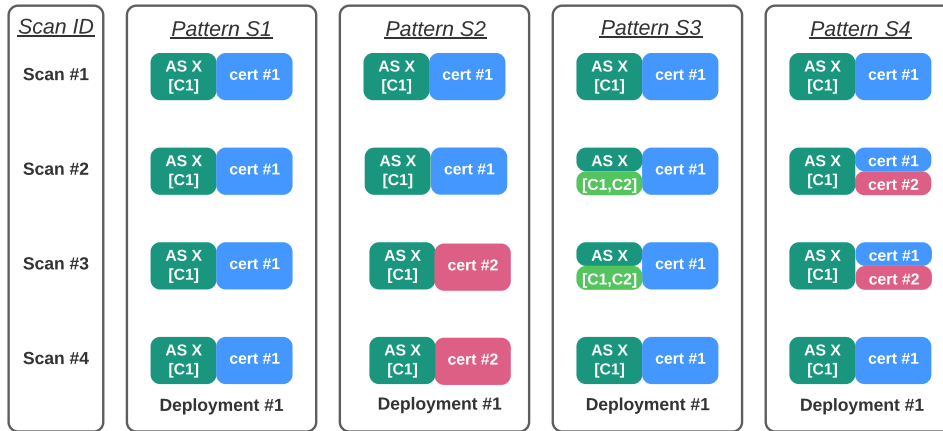 Scan ID
Scan #1
Scan #2
Scan #3
Scan #4
Pattern S1
AS X
[C1]
cert #1
AS X
[C1]
cert #1
AS X
[C1]
cert #1
AS X
[C1]
cert #1
Deployment #1
Pattern S2
AS X
[C1]
cert #1
AS X
[C1]
cert #1
AS X
[C1]
cert #2
AS X
[C1]
cert #2
Deployment #1
Pattern S3
AS X
[C1]
cert #1
AS X
[C1,C2]
cert #1
AS X
[C1,C2]
cert #1
AS X
[C1]
cert #1
Deployment #1
Pattern S4
AS X
[C1]
cert #1
AS X
[C1]
cert #1
cert #2
AS X
[C1]
cert #1
cert #2
AS X
[C1]
cert #1
Deployment #1